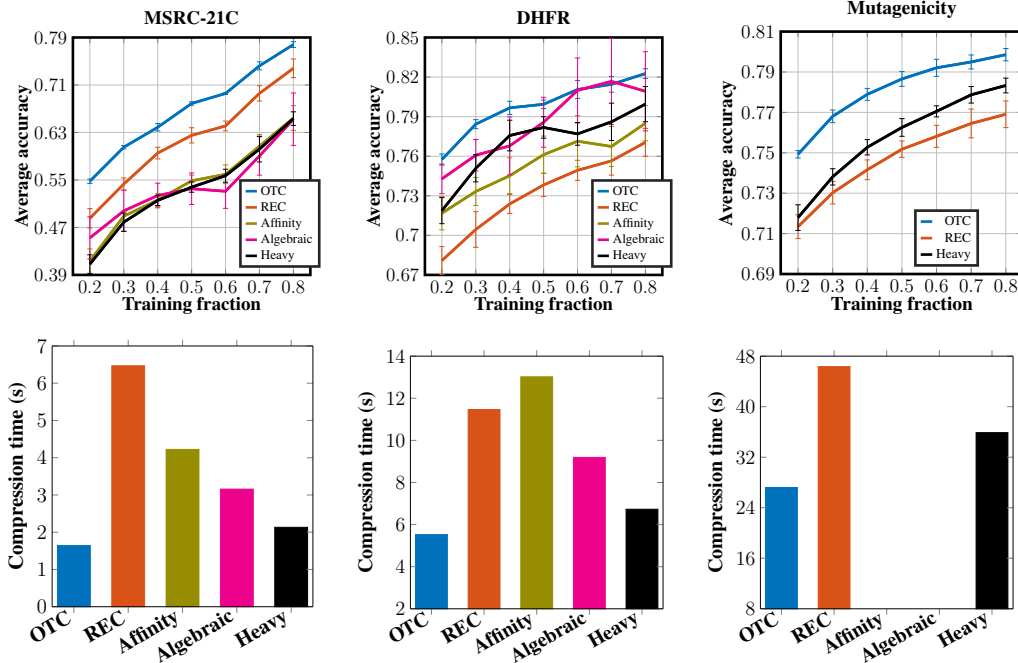 MSRC-21C
0.79
0.71
0.63
0.55
0.47
0.39
Average accuracy
OTC
REC
Affinity
Algebraic
Heavy
0.2 0.3 0.4 0.5 0.6 0.7 0.8
Training fraction
DHFR
0.85
0.82
0.79
0.76
0.73
0.7
0.67
Average accuracy
OTC
REC
Affinity
Algebraic
Heavy
0.2 0.3 0.4 0.5 0.6 0.7 0.8
Training fraction
Mutagenicity
0.81
0.79
0.77
0.75
0.73
0.71
0.69
Average accuracy
OTC
REC
Heavy
0.2 0.3 0.4 0.5 0.6 0.7 0.8
Training fraction
7
6
5
4
3
2
1
0
Compression time (s)
OTC REC Affinity Algebraic Heavy
14
12
10
8
6
4
2
Compression time (s)
OTC REC Affinity Algebraic Heavy
48
40
32
24
16
8
Compression time (s)
OTC REC Affinity Algebraic Heavy